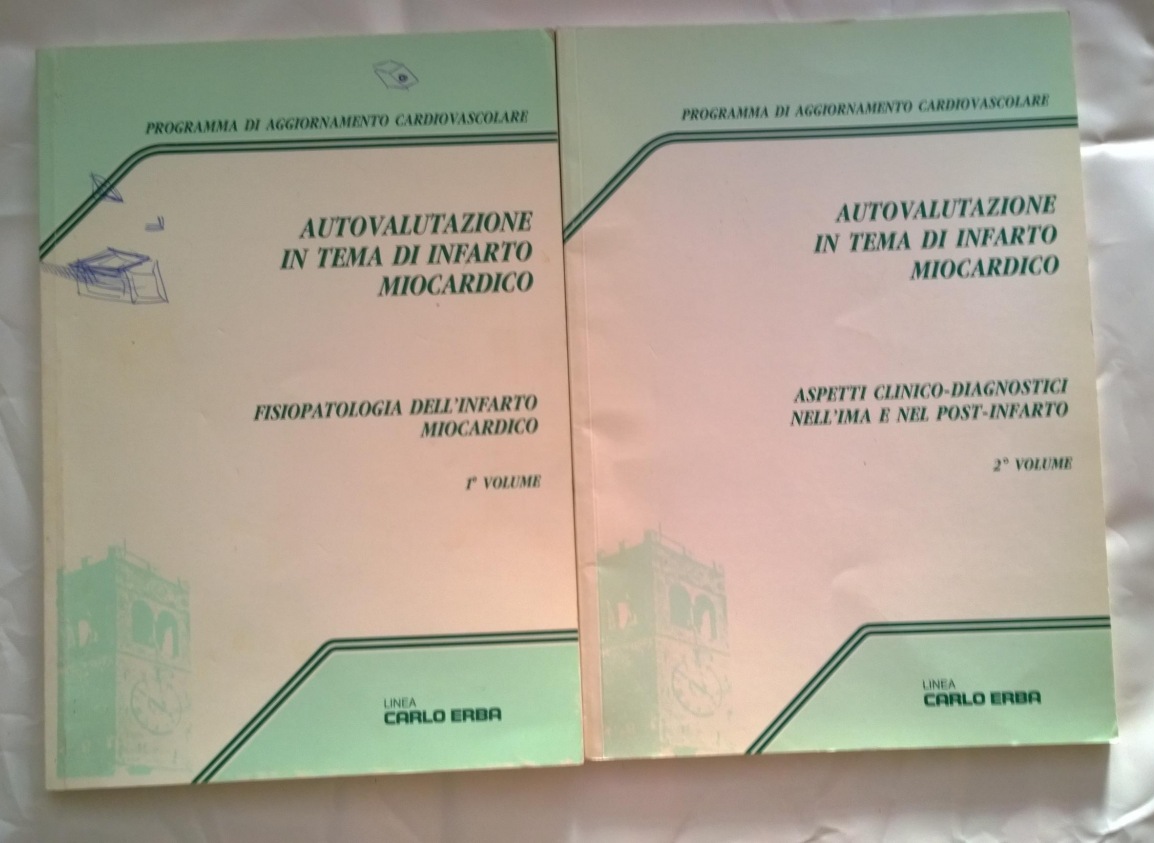 PROGRAMMA DI AGGIORNAMENTO CARDIOVASCOLARE
AUTOVALUTAZIONE
IN TEMA DI INFARTO
MIOCARDICO
FISIOPATOLOGIA DELL'INFARTO
MIOCARDICO
1° VOLUME
LINEA
CARLO ERBA
PROGRAMMA DI AGGIORNAMENTO CARDIOVASCOLARE
AUTOVALUTAZIONE
IN TEMA DI INFARTO
MIOCARDICO
ASPETTI CLINICO-DIAGNOSTICI
NELL'IMA E NEL POST-INFARTO
2° VOLUME
LINEA
CARLO ERBA